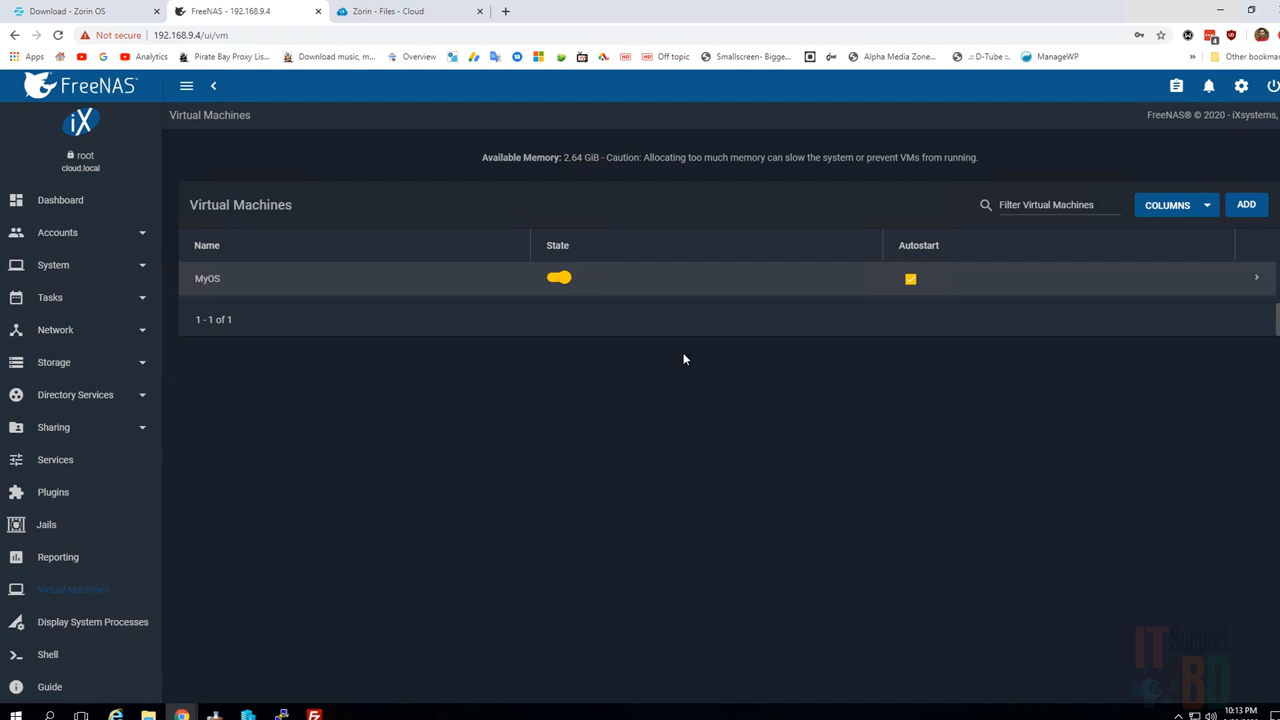 Download - Zorin OS
FreeNAS - 192.168.9.4
Zorin - Files - Cloud
Not secure 192.168.9.4/ui/vm
Apps
Analytics
Pirate Bay Proxy Lis...
Download music, m...
Overview
Off topic
Smallscreen- Bigge...
Alpha Media Zone...
.:: D-Tube ::.
ManageWP
»
Other bookmar
FreeNAS®
Virtual Machines
FreeNAS® © 2020 - iXsystems,
iX
root
cloud.local
Available Memory: 2.64 GiB - Caution: Allocating too much memory can slow the system or prevent VMs from running.
Dashboard
Accounts
System
Tasks
Network
Storage
Directory Services
Sharing
Services
Plugins
Jails
Reporting
Virtual Machines
Display System Processes
Shell
Guide
Virtual Machines
Filter Virtual Machines
COLUMNS
ADD
Name State Autostart
MyOS
1 - 1 of 1
IT Support BD
10:13 PM